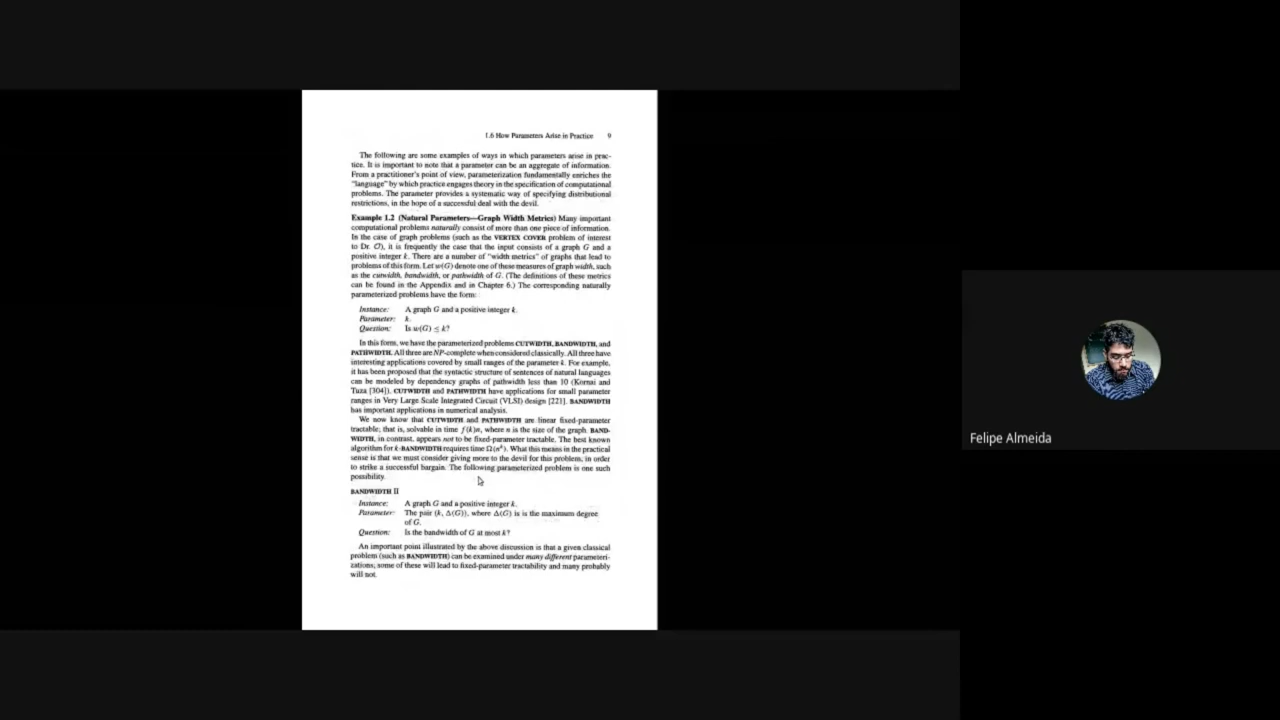 1.6 How Parameters Arise in Practice 9
The following are some examples of ways in which parameters arise in prac-
tice. It is important to note that a parameter can be an aggregate of information.
From a practitioner's point of view, parameterization fundamentally enriches the
"language" by which practice engages theory in the specification of computational
problems. The parameter provides a systematic way of specifying distributional
restrictions, in the hope of a successful deal with the devil.
Example 1.2 (Natural Parameters—Graph Width Metrics) Many important
computational problems naturally consist of more than one piece of information.
In the case of graph problems (such as the VERTEX COVER problem of interest
to Dr. O), it is frequently the case that the input consists of a graph G and a
positive integer k. There are a number of "width metrics" of graphs that lead to
problems of this form. Let w(G) denote one of these measures of graph width, such
as the cutwidth, bandwidth, or pathwidth of G. (The definitions of these metrics
can be found in the Appendix and in Chapter 6.) The corresponding naturally
parameterized problems have the form:
Instance: A graph G and a positive integer k.
Parameter: k.
Question: Is w(G) ≤ k?
In this form, we have the parameterized problems CUTWIDTH, BANDWIDTH, and
PATHWIDTH. All three are NP-complete when considered classically. All three have
interesting applications covered by small ranges of the parameter k. For example,
it has been proposed that the syntactic structure of sentences of natural languages
can be modeled by dependency graphs of pathwidth less than 10 (Kornai and
Tuza [304]). CUTWIDTH and PATHWIDTH have applications for small parameter
ranges in Very Large Scale Integrated Circuit (VLSI) design [221]. BANDWIDTH
has important applications in numerical analysis.
We now know that CUTWIDTH and PATHWIDTH are linear fixed-parameter
tractable; that is, solvable in time f(k)n, where n is the size of the graph. BAND-
WIDTH, in contrast, appears not to be fixed-parameter tractable. The best known
algorithm for k-BANDWIDTH requires time Ω(nᵏ). What this means in the practical
sense is that we must consider giving more to the devil for this problem, in order
to strike a successful bargain. The following parameterized problem is one such
possibility.
BANDWIDTH II
Instance: A graph G and a positive integer k.
Parameter: The pair (k, Δ(G)), where Δ(G) is is the maximum degree
of G.
Question: Is the bandwidth of G at most k?
An important point illustrated by the above discussion is that a given classical
problem (such as BANDWIDTH) can be examined under many different parameteri-
zations; some of these will lead to fixed-parameter tractability and many probably
will not.
Felipe Almeida